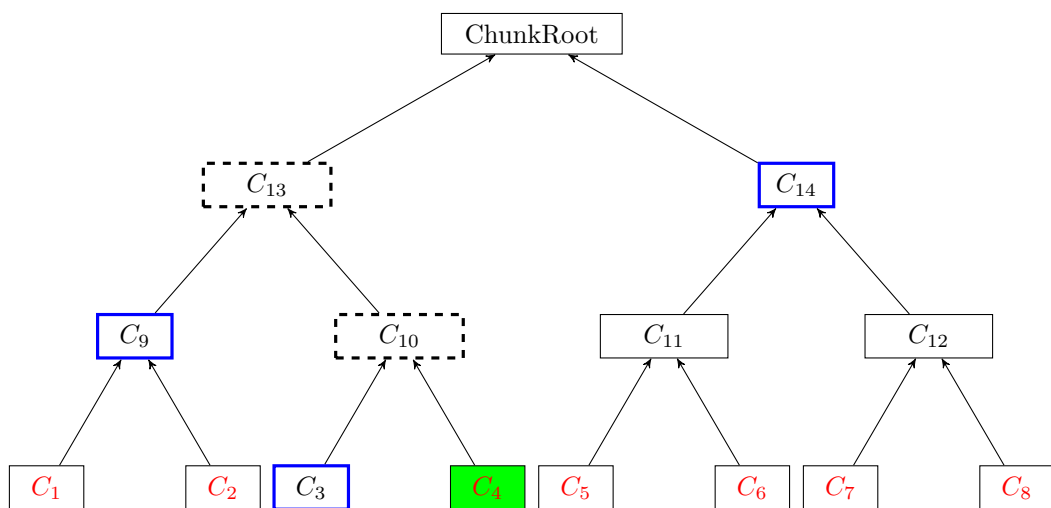 ChunkRoot
C₁₃ C₁₄
C₉ C₁₀ C₁₁ C₁₂
C₁ C₂ C₃ C₄ C₅ C₆ C₇ C₈